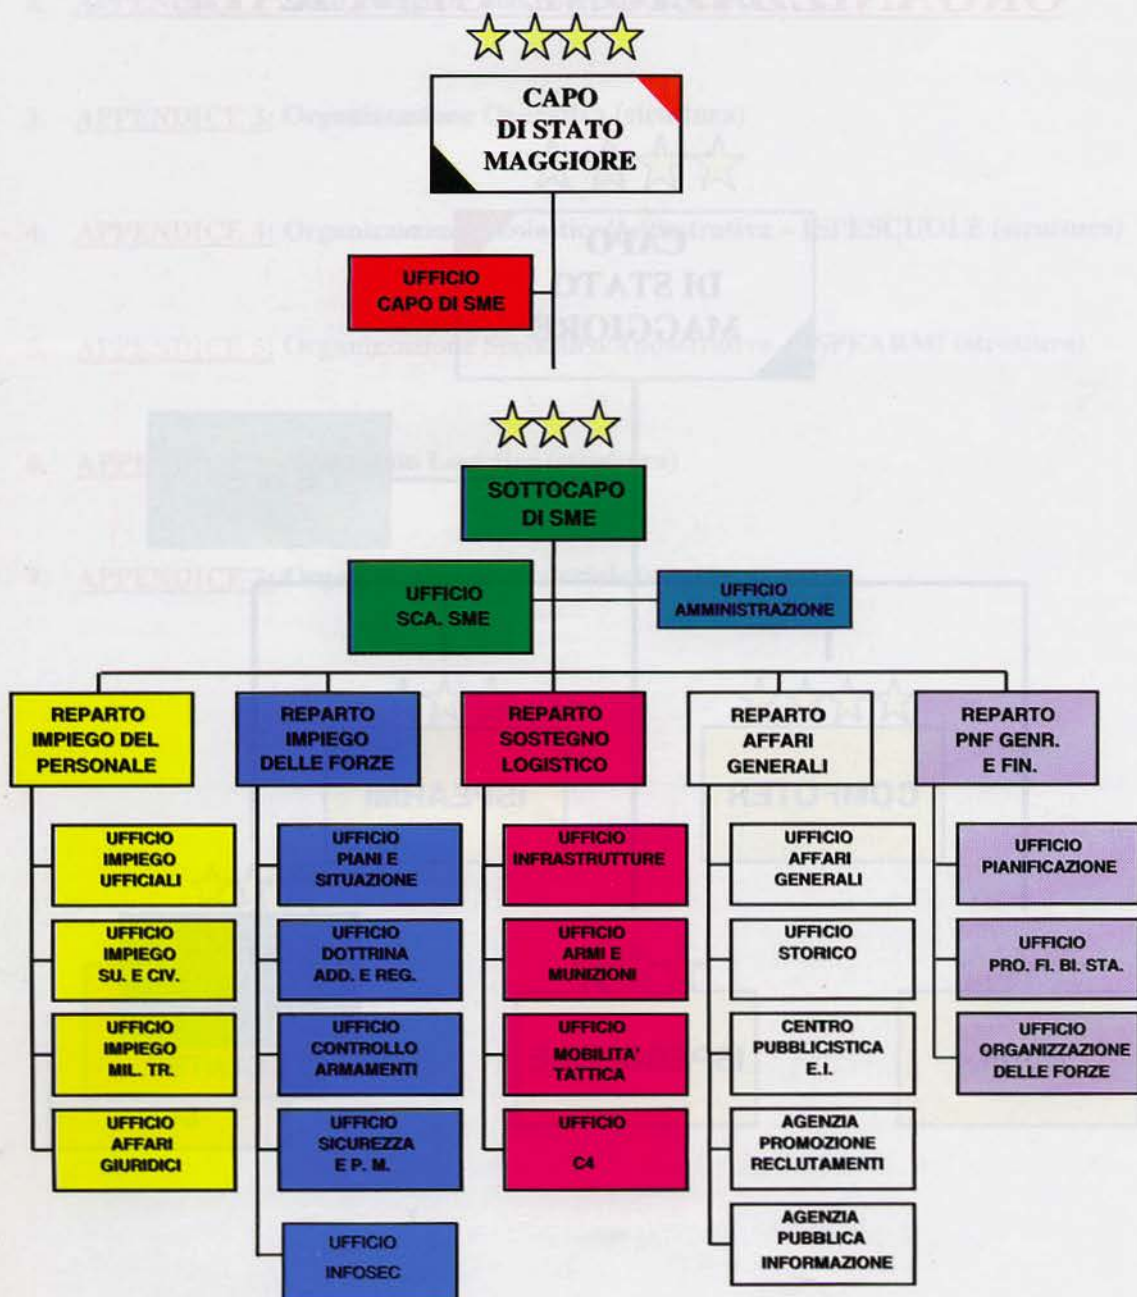 CAPO
DI STATO
MAGGIORE
UFFICIO
CAPO DI SME
SOTTOCAPO
DI SME
UFFICIO
SCA. SME
UFFICIO
AMMINISTRAZIONE
REPARTO
IMPIEGO DEL
PERSONALE
UFFICIO
IMPIEGO
UFFICIALI
UFFICIO
IMPIEGO
SU. E CIV.
UFFICIO
IMPIEGO
MIL. TR.
UFFICIO
AFFARI
GIURIDICI
REPARTO
IMPIEGO
DELLE FORZE
UFFICIO
PIANI E
SITUAZIONE
UFFICIO
DOTTRINA
ADD. E REG.
UFFICIO
CONTROLLO
ARMAMENTI
UFFICIO
SICUREZZA
E P. M.
UFFICIO
INFOSEC
REPARTO
SOSTEGNO
LOGISTICO
UFFICIO
INFRASTRUTTURE
UFFICIO
ARMI E
MUNIZIONI
UFFICIO
MOBILITA'
TATTICA
UFFICIO
C4
REPARTO
AFFARI
GENERALI
UFFICIO
AFFARI
GENERALI
UFFICIO
STORICO
CENTRO
PUBBLICISTICA
E.I.
AGENZIA
PROMOZIONE
RECLUTAMENTI
AGENZIA
PUBBLICA
INFORMAZIONE
REPARTO
PNF GENR.
E FIN.
UFFICIO
PIANIFICAZIONE
UFFICIO
PRO. FI. BI. STA.
UFFICIO
ORGANIZZAZIONE
DELLE FORZE